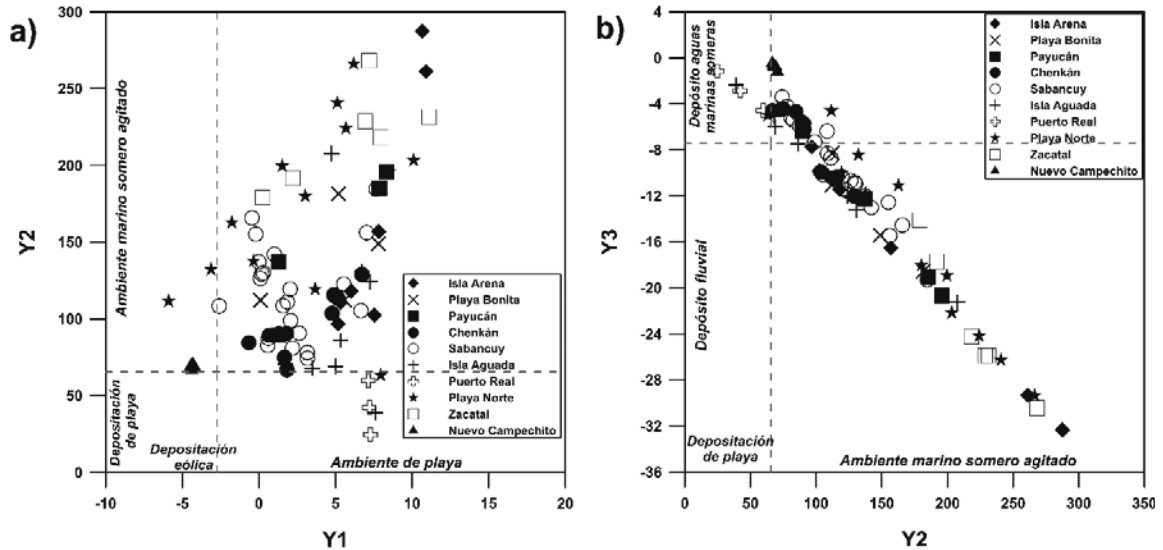 a)
300
250
200
150
100
50
0
Y2
Ambiente marino somero agitado
Depositación
de playa
Depositación
eólica
Ambiente de playa
Isla Arena
Playa Bonita
Payucán
Chenkán
Sabancuy
Isla Aguada
Puerto Real
Playa Norte
Zacatal
Nuevo Campechito
-10
-5
0
5
10
15
20
Y1
b)
4
-4
0
-4
-8
-12
-16
-20
-24
-28
-32
-36
Y3
Depósito aguas
marinas someras
Depósito fluvial
Depositación
de playa
Ambiente marino somero agitado
Isla Arena
Playa Bonita
Payucán
Chenkán
Sabancuy
Isla Aguada
Puerto Real
Playa Norte
Zacatal
Nuevo Campechito
0
50
100
150
200
250
300
350
Y2